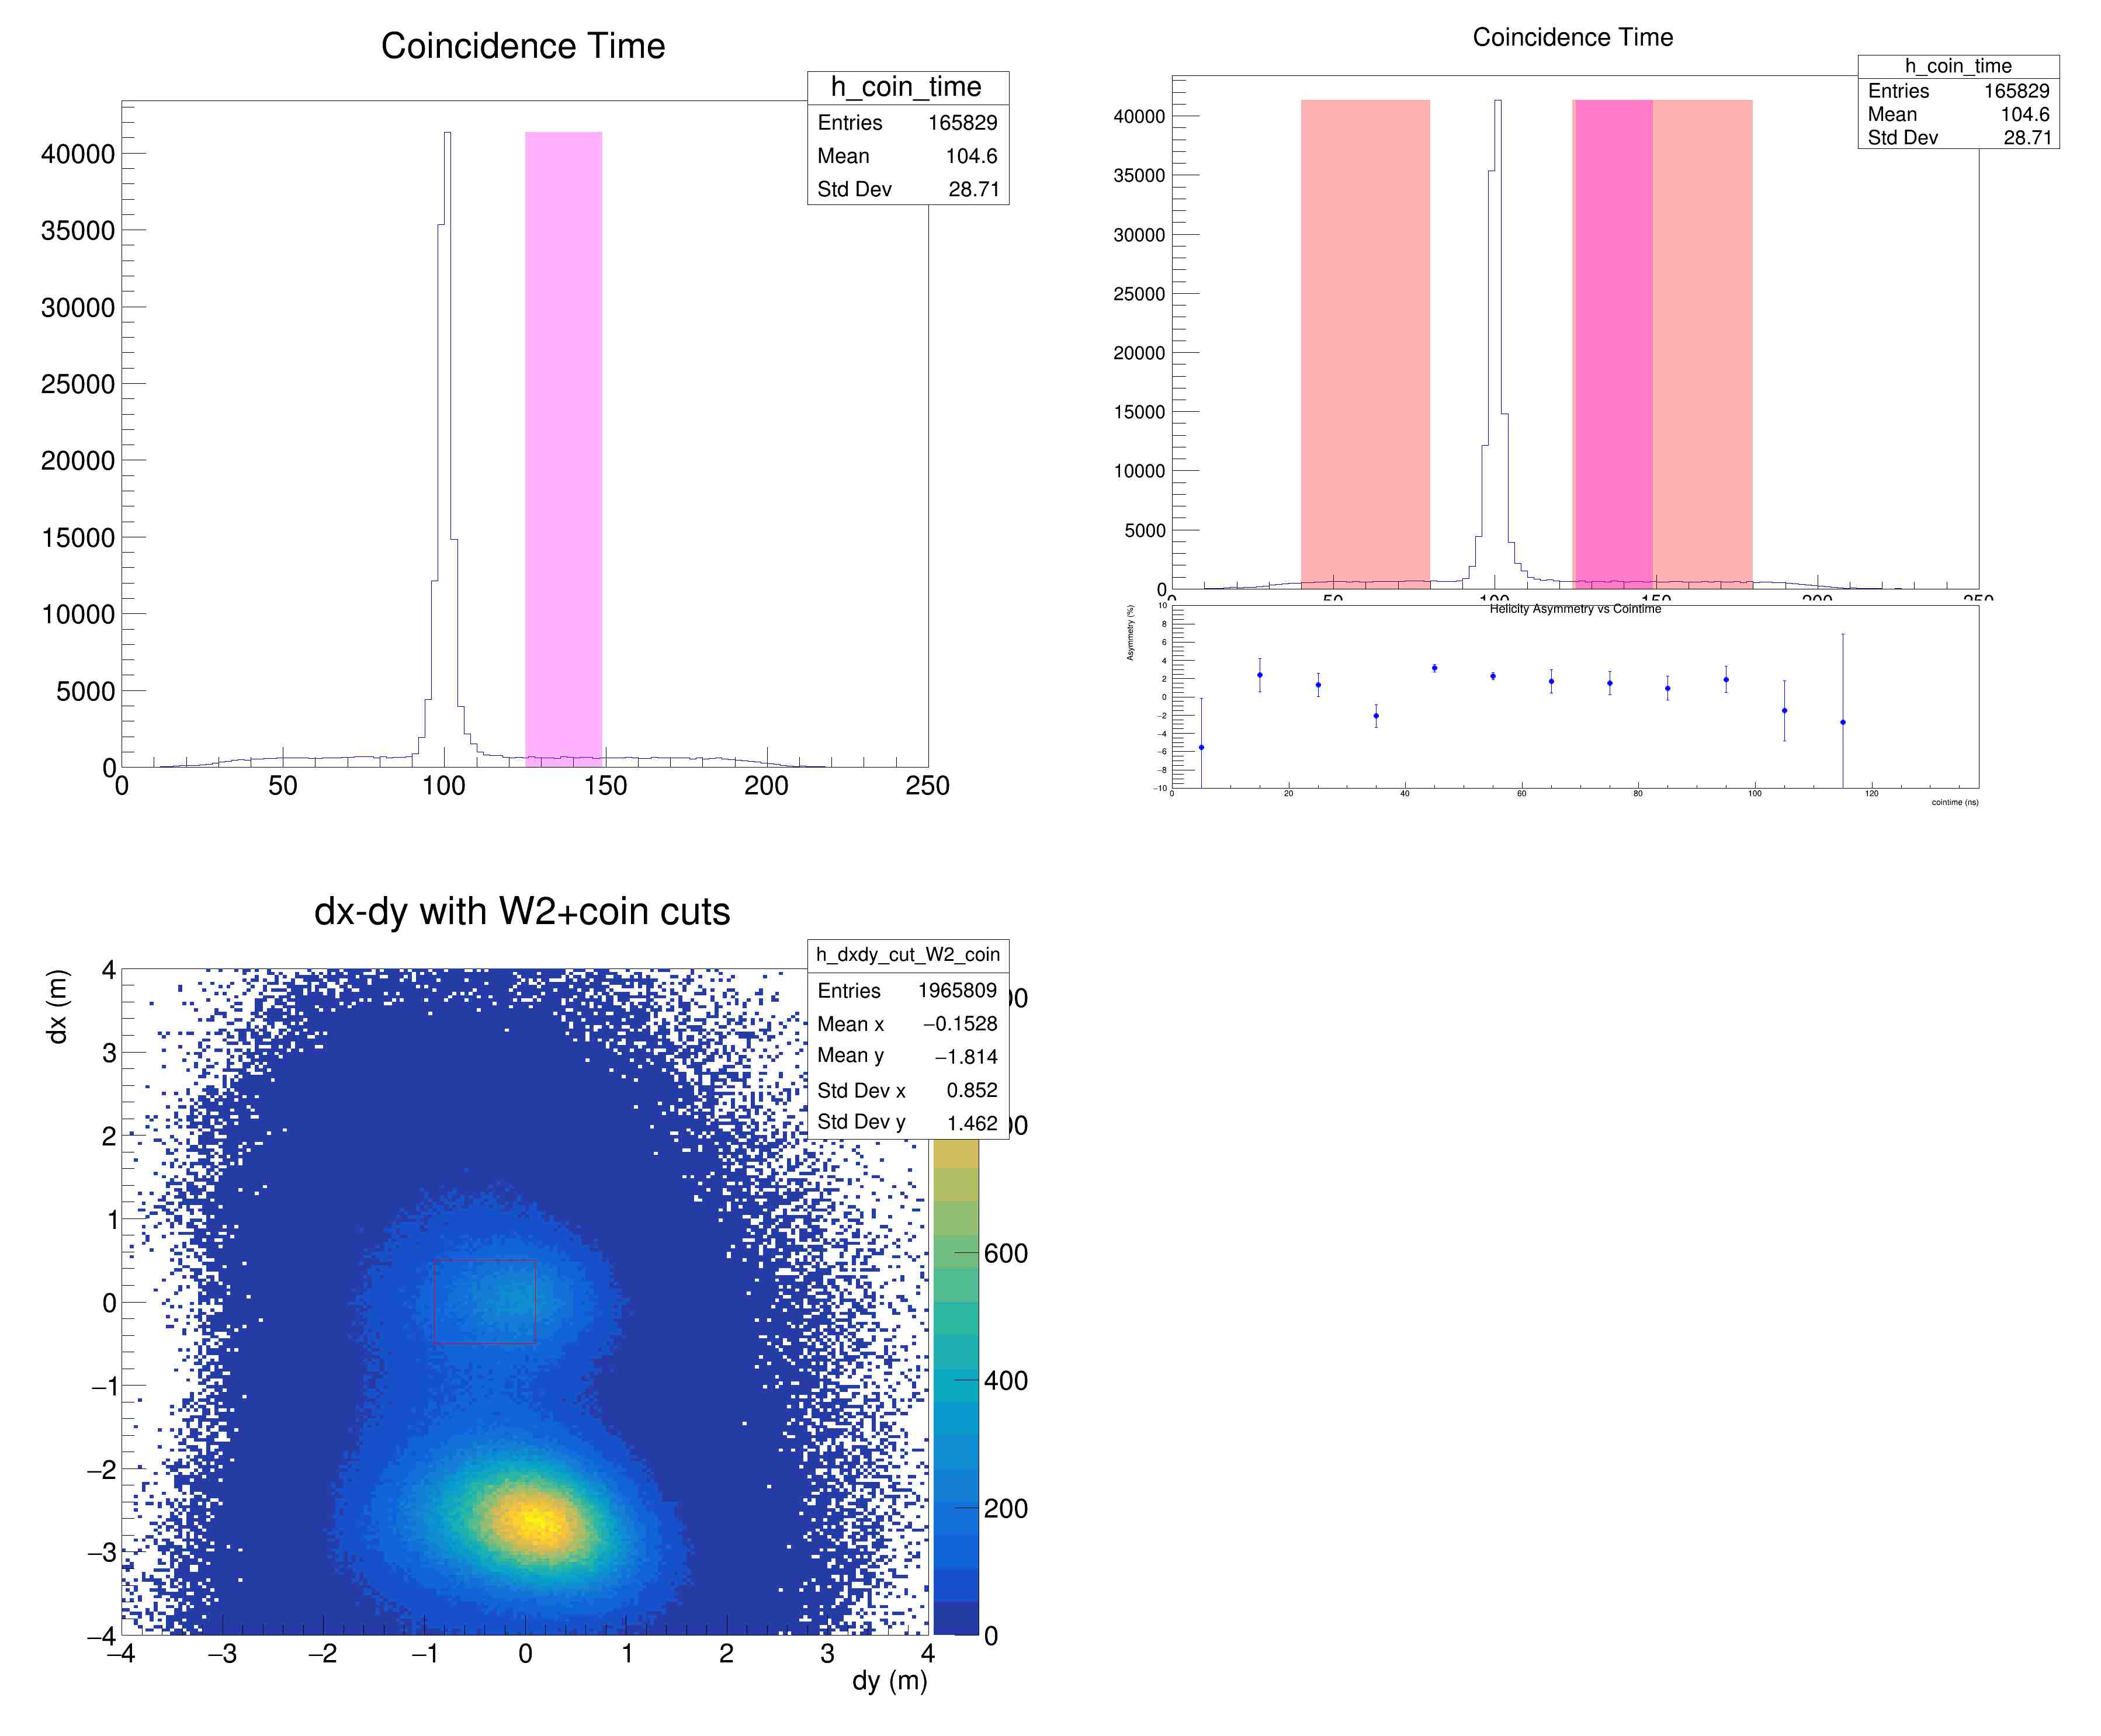 Coincidence Time
h_coin_time
Entries 165829
Mean 104.6
Std Dev 28.71
40000
35000
30000
25000
20000
15000
10000
5000
0
0 50 100 150 200 250
Coincidence Time
h_coin_time
Entries 165829
Mean 104.6
Std Dev 28.71
40000
35000
30000
25000
20000
15000
10000
5000
0
Helicity Asymmetry vs Cointime
Asymmetry (%)
10
8
6
4
2
0
−2
−4
−6
−8
−10
0 20 40 60 80 100 120
cointime (ns)
dx-dy with W2+coin cuts
h_dxdy_cut_W2_coin
Entries 1965809
Mean x −0.1528
Mean y −1.814
Std Dev x 0.852
Std Dev y 1.462
dx (m)
4
3
2
1
0
−1
−2
−3
−4
−4 −3 −2 −1 0 1 2 3 4
dy (m)
600
400
200
0